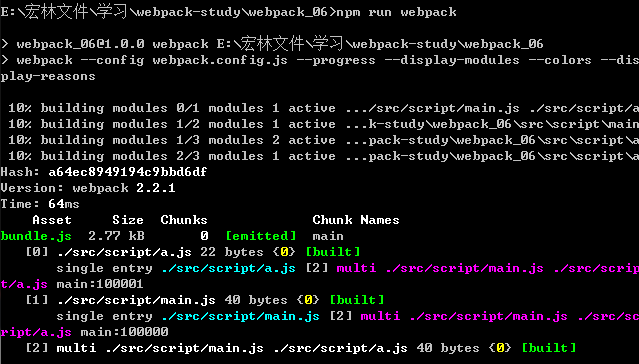 E:\宏林文件\学习\webpack-study\webpack_06>npm run webpack
> webpack_06@1.0.0 webpack E:\宏林文件\学习\webpack-study\webpack_06
> webpack --config webpack.config.js --progress --display-modules --colors --dis
play-reasons
10% building modules 0/1 modules 1 active .../src/script/main.js ./src/script/a
10% building modules 1/2 modules 1 active ...k-study\webpack_06\src\script\main
10% building modules 1/3 modules 2 active ...pack-study\webpack_06\src\script\a
10% building modules 2/3 modules 1 active ...pack-study\webpack_06\src\script\a
Hash: a64ec8949194c9bbd6df
Version: webpack 2.2.1
Time: 64ms
Asset Size Chunks Chunk Names
bundle.js 2.77 kB 0 [emitted] main
[0] ./src/script/a.js 22 bytes {0} [built]
single entry ./src/script/a.js [2] multi ./src/script/main.js ./src/scrip
t/a.js main:100001
[1] ./src/script/main.js 40 bytes {0} [built]
single entry ./src/script/main.js [2] multi ./src/script/main.js ./src/sc
ript/a.js main:100000
[2] multi ./src/script/main.js ./src/script/a.js 40 bytes {0} [built]